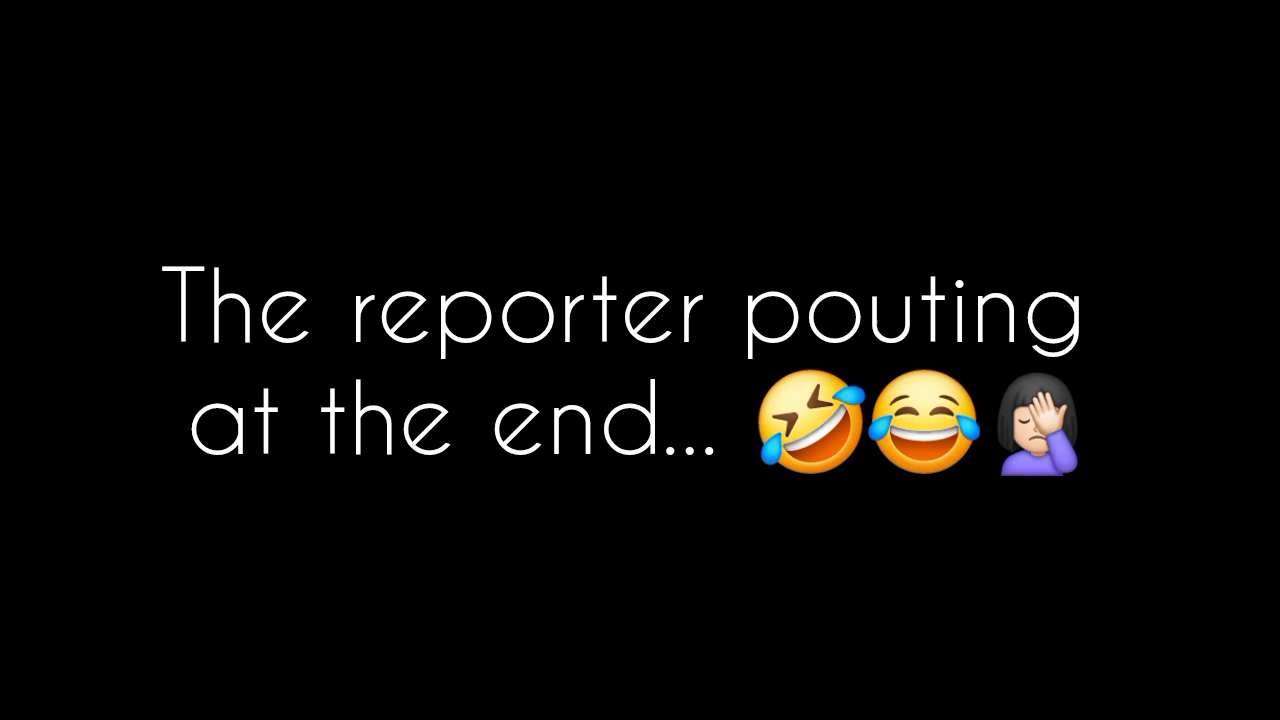 The reporter pouting
at the end... 🤣😂🤦🏻‍♀️